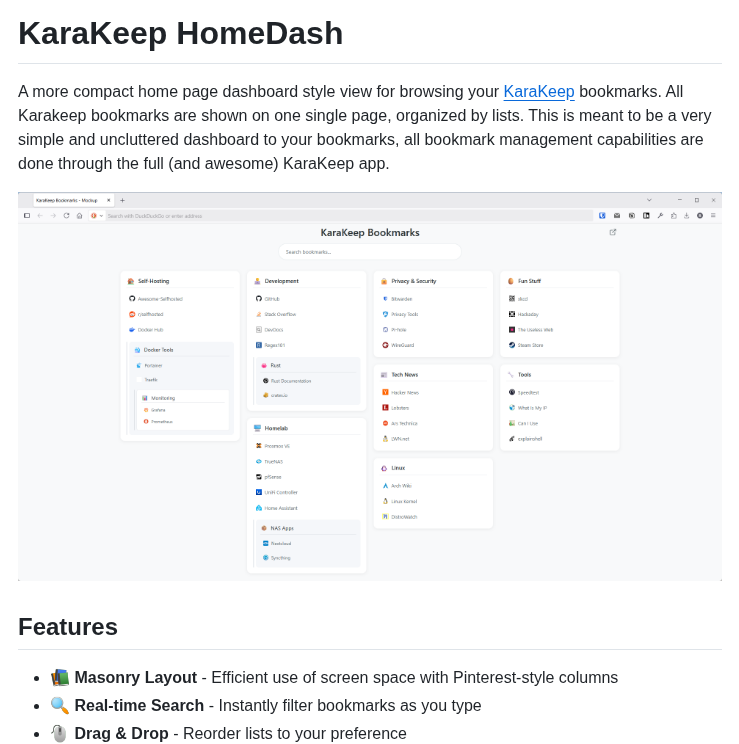 KaraKeep HomeDash
A more compact home page dashboard style view for browsing your KaraKeep bookmarks. All
Karakeep bookmarks are shown on one single page, organized by lists. This is meant to be a very
simple and uncluttered dashboard to your bookmarks, all bookmark management capabilities are
done through the full (and awesome) KaraKeep app.
KaraKeep Bookmarks - Mockup
Search with DuckDuckGo or enter address
KaraKeep Bookmarks
Search bookmarks...
Self-Hosting
Awesome-Selfhosted
r/selfhosted
Docker Hub
Docker Tools
Portainer
Traefik
Monitoring
Grafana
Prometheus
Development
GitHub
Stack Overflow
DevDocs
Regex101
Rust
Rust Documentation
crates.io
Homelab
Proxmox VE
TrueNAS
pfSense
UniFi Controller
Home Assistant
NAS Apps
Nextcloud
Syncthing
Privacy & Security
Bitwarden
Privacy Tools
Pi-hole
WireGuard
Tech News
Hacker News
Lobsters
Ars Technica
LWN.net
Linux
Arch Wiki
Linux Kernel
DistroWatch
Fun Stuff
xkcd
Hackaday
The Useless Web
Steam Store
Tools
Speedtest
What Is My IP
Can I Use
explainshell
Features
Masonry Layout - Efficient use of screen space with Pinterest-style columns
Real-time Search - Instantly filter bookmarks as you type
Drag & Drop - Reorder lists to your preference